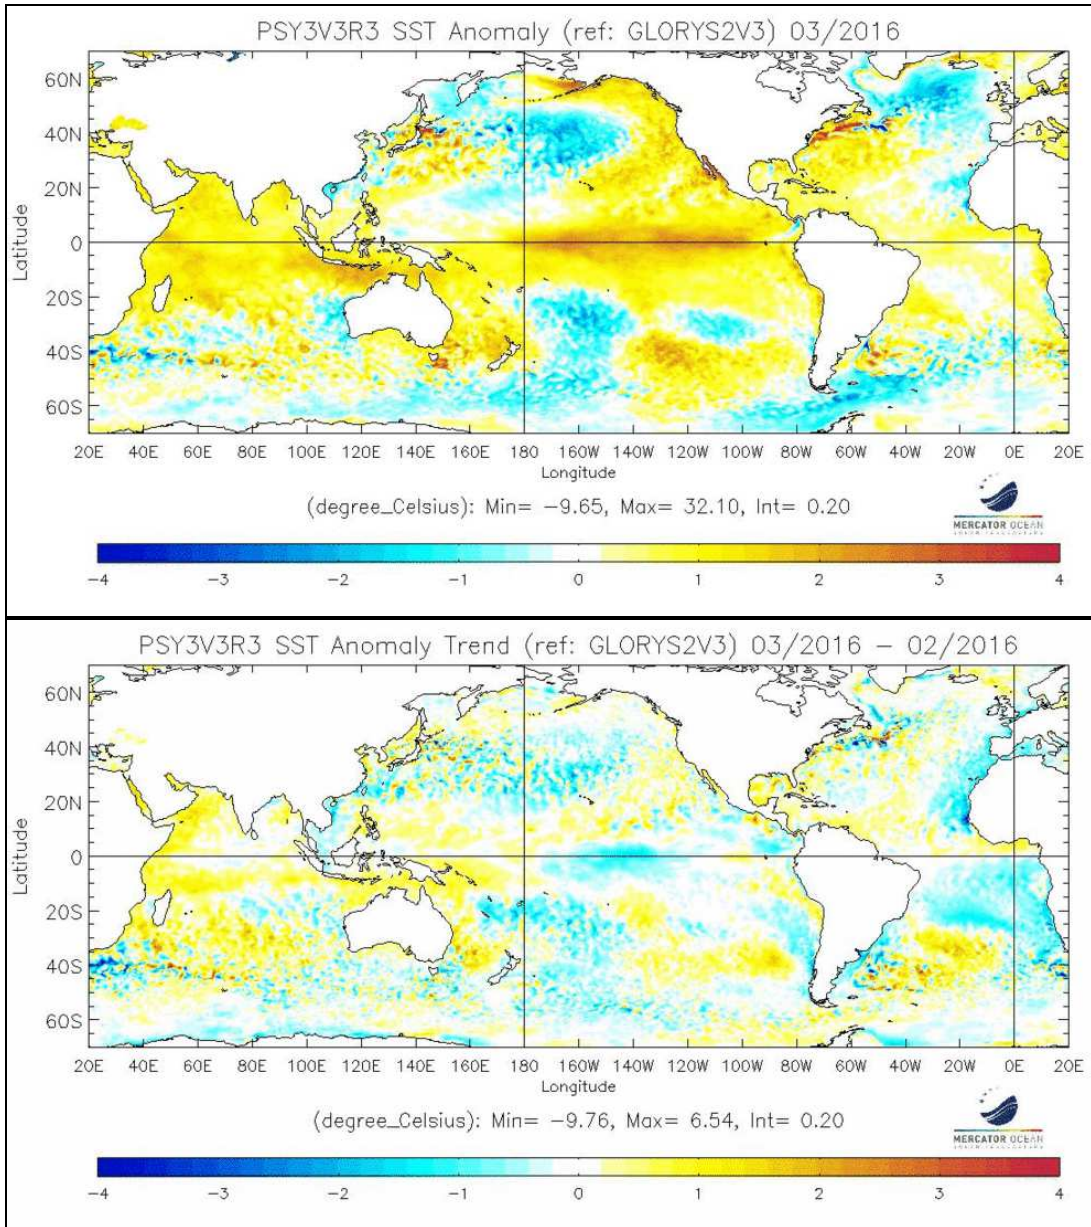 PSY3V3R3 SST Anomaly (ref: GLORYS2V3) 03/2016
Latitude
60N
40N
20N
0
20S
40S
60S
20E 40E 60E 80E 100E 120E 140E 160E 180 160W 140W 120W 100W 80W 60W 40W 20W 0E 20E
Longitude
(degree_Celsius): Min= −9.65, Max= 32.10, Int= 0.20
MERCATOR OCEAN
−4 −3 −2 −1 0 1 2 3 4
PSY3V3R3 SST Anomaly Trend (ref: GLORYS2V3) 03/2016 − 02/2016
Latitude
60N
40N
20N
0
20S
40S
60S
20E 40E 60E 80E 100E 120E 140E 160E 180 160W 140W 120W 100W 80W 60W 40W 20W 0E 20E
Longitude
(degree_Celsius): Min= −9.76, Max= 6.54, Int= 0.20
MERCATOR OCEAN
−4 −3 −2 −1 0 1 2 3 4